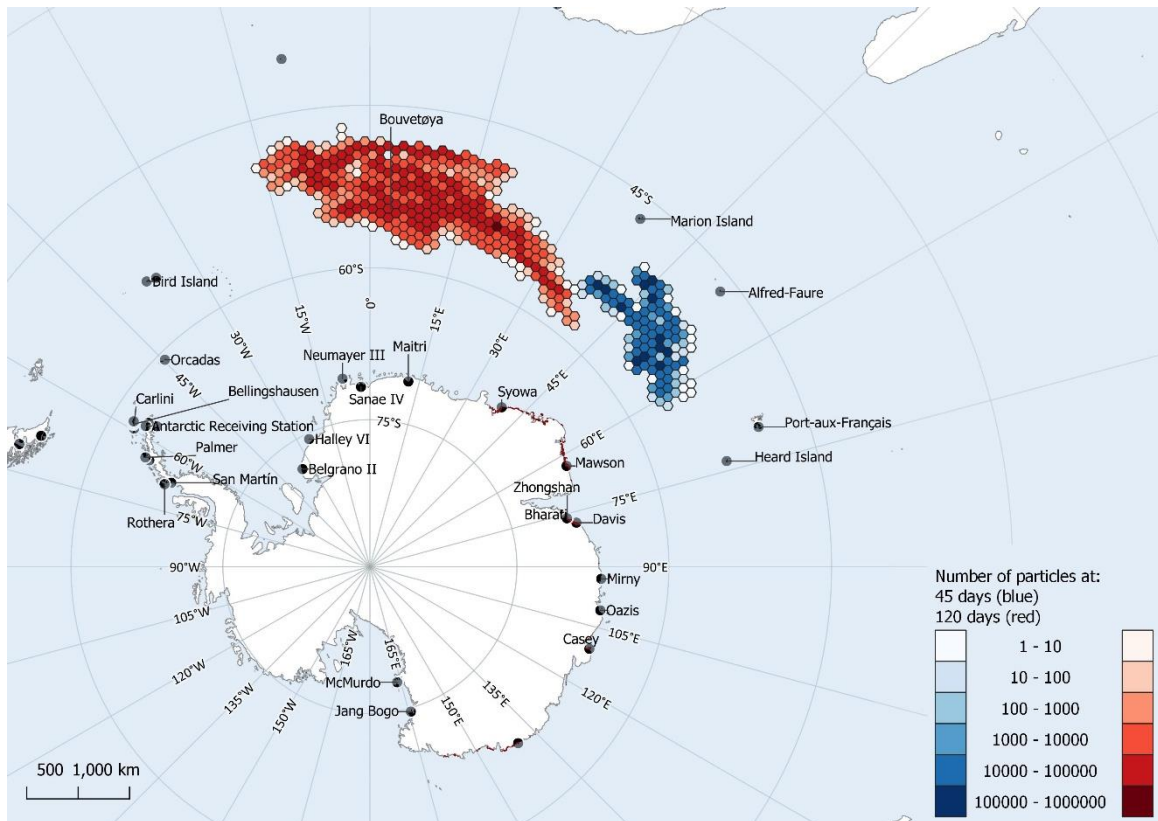 Bouvetøya
45°S
Marion Island
60°S
Bird Island
Alfred-Faure
0°
15°W
15°E
30°W
30°E
Neumayer III
Maitri
Orcadas
45°W
45°E
Sanae IV
Syowa
Bellingshausen
Carlini
75°S
Port-aux-Français
Antarctic Receiving Station
Halley VI
60°E
Palmer
60°W
Heard Island
Belgrano II
Mawson
San Martín
Zhongshan
75°E
Rothera
75°W
Bharati
Davis
90°W
90°E
Mirny
105°W
Oazis
105°E
Casey
165°W
165°E
120°W
McMurdo
135°W
135°E
120°E
150°W
Jang Bogo
150°E
500 1,000 km
Number of particles at:
45 days (blue)
120 days (red)
1 - 10
10 - 100
100 - 1000
1000 - 10000
10000 - 100000
100000 - 1000000